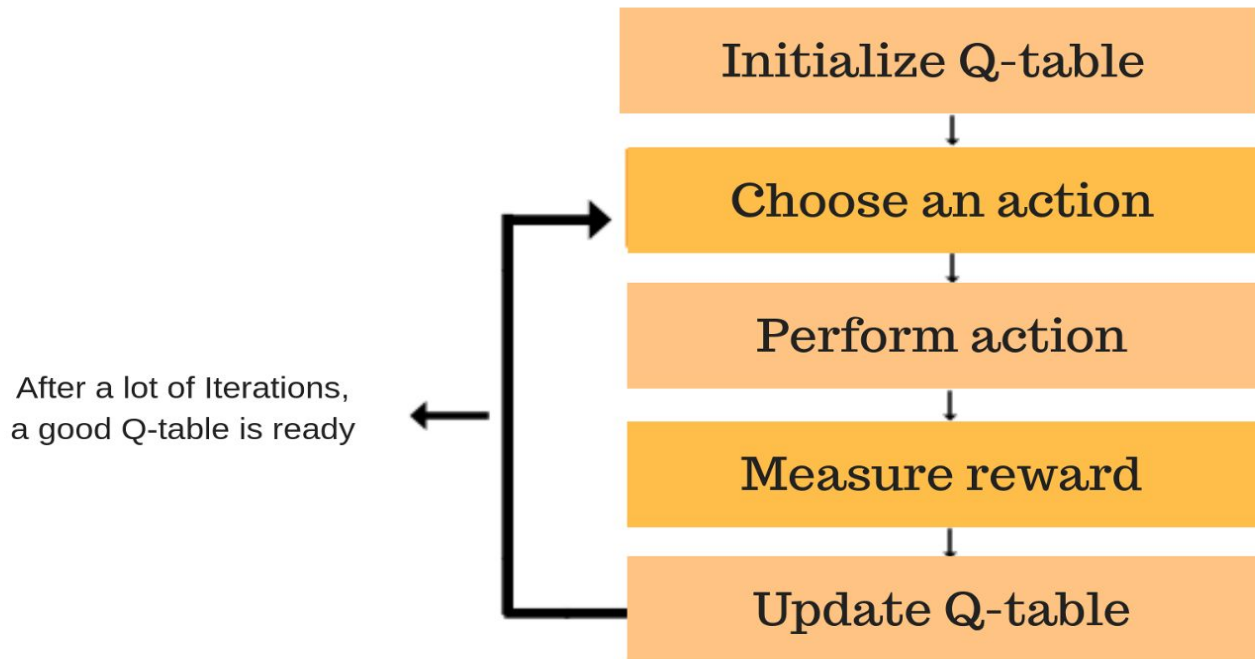 Initialize Q-table
Choose an action
Perform action
After a lot of Iterations,
a good Q-table is ready
Measure reward
Update Q-table